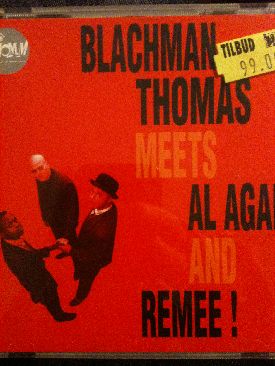 BLACHMAN
TILBUD
99.0
THOMAS
MEETS
AL AGA
AND
REMEE !